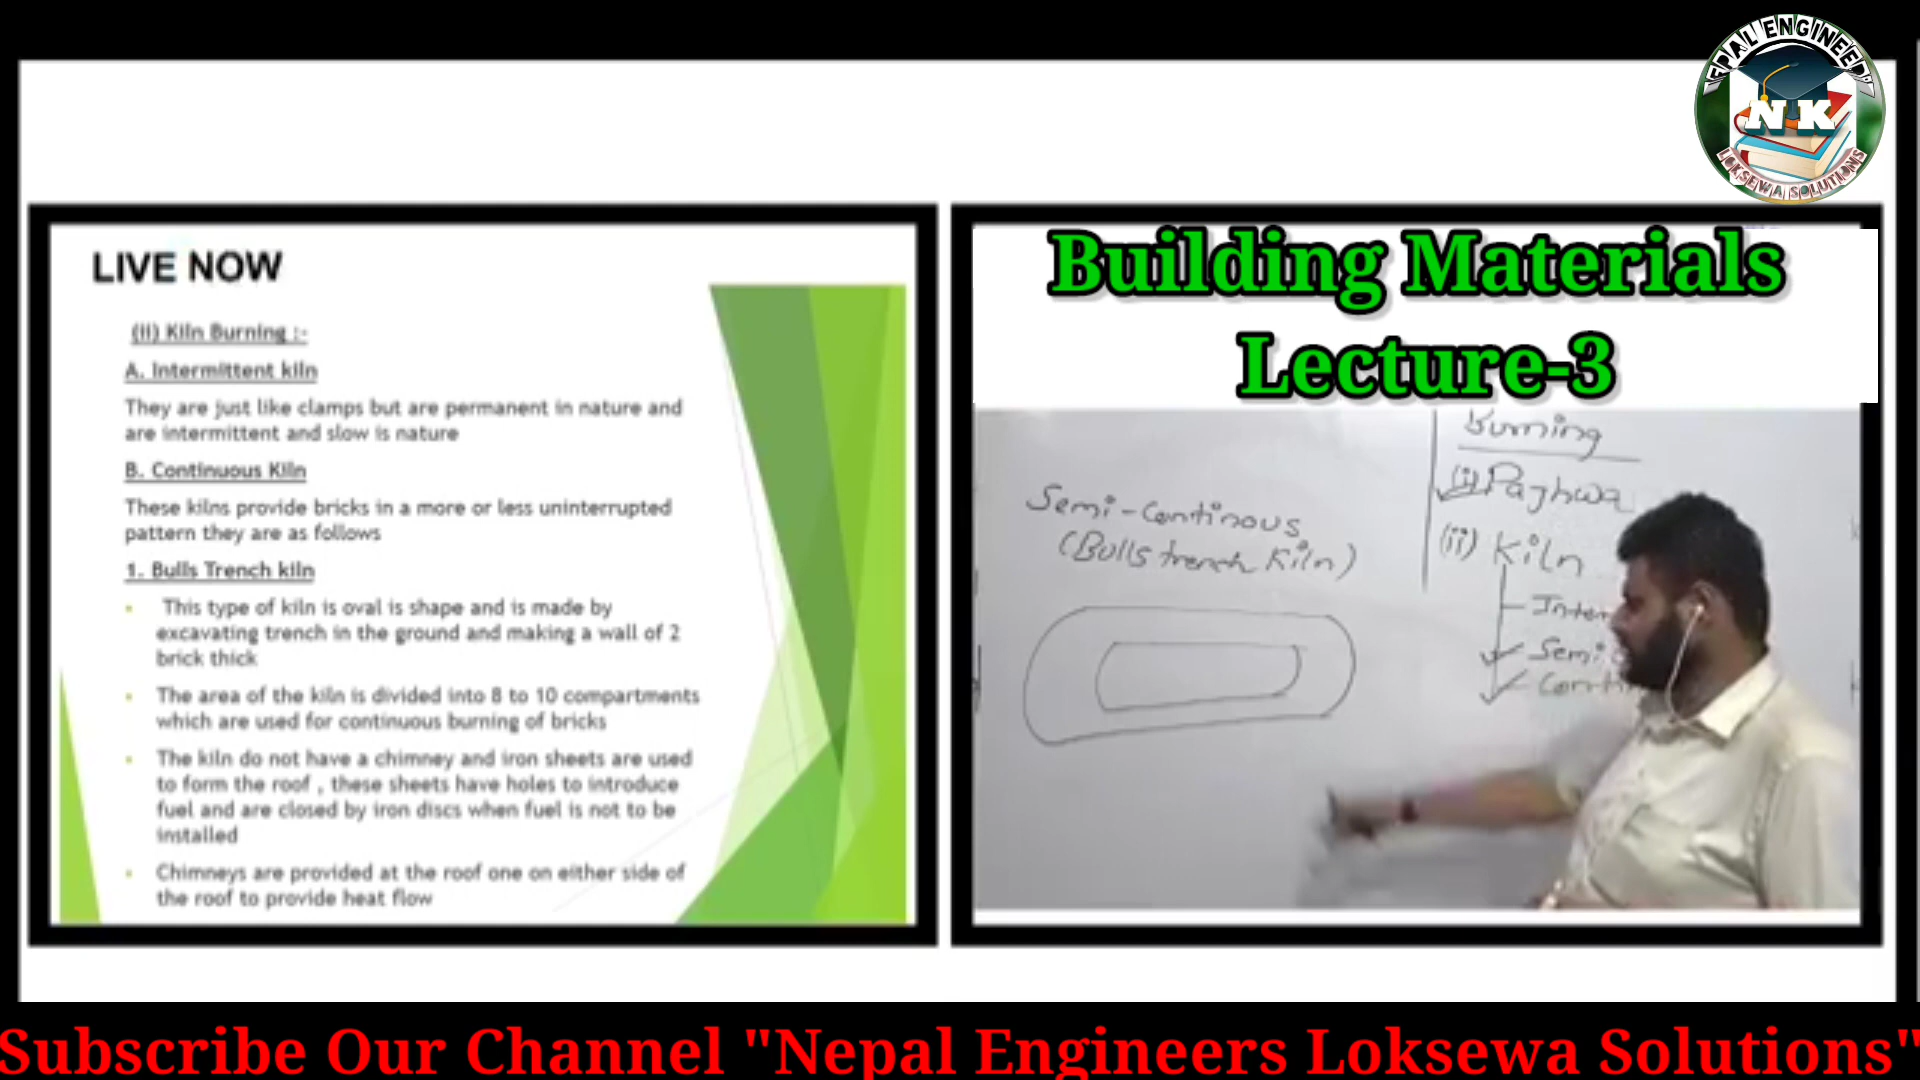 NEPAL ENGINEERS
NK
LOKSEWA SOLUTIONS
LIVE NOW
(II) Kiln Burning :-
A. Intermittent kiln
They are just like clamps but are permanent in nature and
are intermittent and slow is nature
B. Continuous Kiln
These kilns provide bricks in a more or less uninterrupted
pattern they are as follows
1. Bulls Trench kiln
This type of kiln is oval is shape and is made by
excavating trench in the ground and making a wall of 2
brick thick
The area of the kiln is divided into 8 to 10 compartments
which are used for continuous burning of bricks
The kiln do not have a chimney and iron sheets are used
to form the roof , these sheets have holes to introduce
fuel and are closed by iron discs when fuel is not to be
installed
Chimneys are provided at the roof one on either side of
the roof to provide heat flow
Building Materials
Lecture-3
Burning
(i) Paghwa
(ii) Kiln
Inter
Semi
Contin
Semi-Continous
(Bulls trench Kiln)
Subscribe Our Channel "Nepal Engineers Loksewa Solutions"